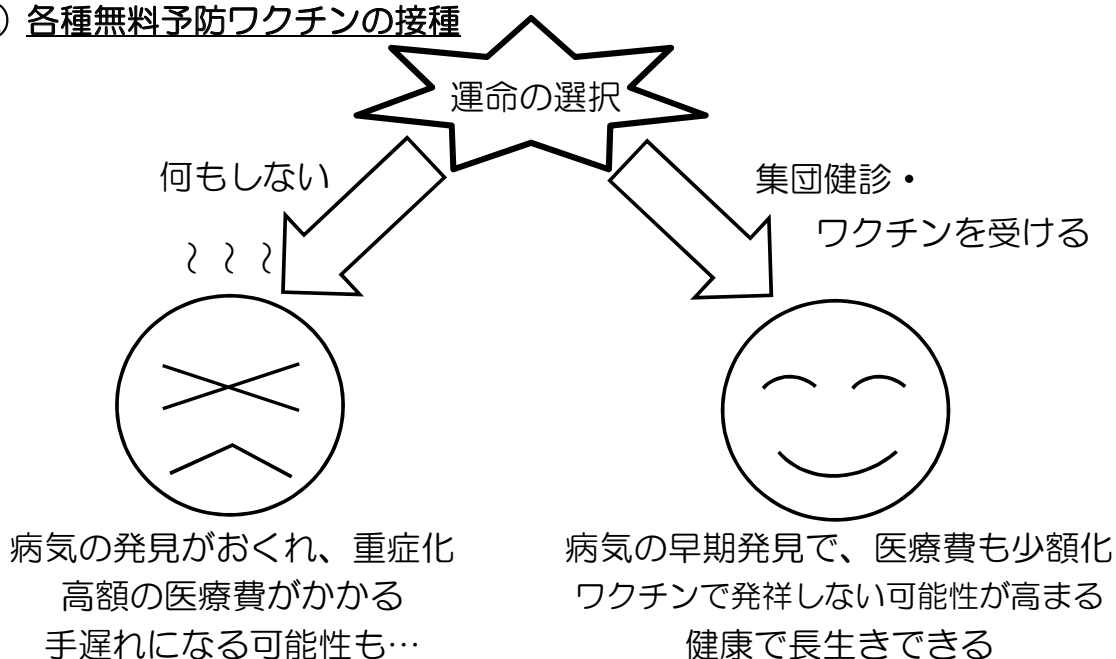 各種無料予防ワクチンの接種
運命の選択
何もしない
集団健診・
ワクチンを受ける
～ ～ ～
病気の発見がおくれ、重症化
高額の医療費がかかる
手遅れになる可能性も…
病気の早期発見で、医療費も少額化
ワクチンで発祥しない可能性が高まる
健康で長生きできる